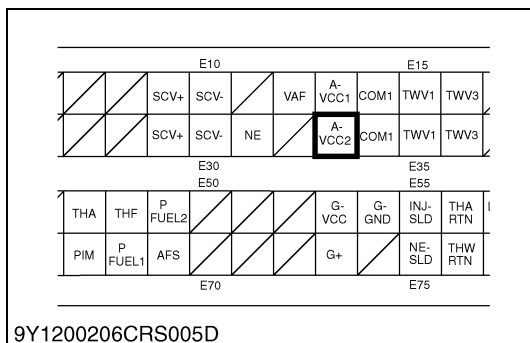 E10 E15
SCV+ SCV- VAF A-VCC1 COM1 TWV1 TWV3
SCV+ SCV- NE A-VCC2 COM1 TWV1 TWV3
E30 E35
E50 E55
THA THF P FUEL2 G-VCC G-GND INJ-SLD THA RTN
PIM P FUEL1 AFS G+ NE-SLD THW RTN
E70 E75
9Y1200206CRS005D